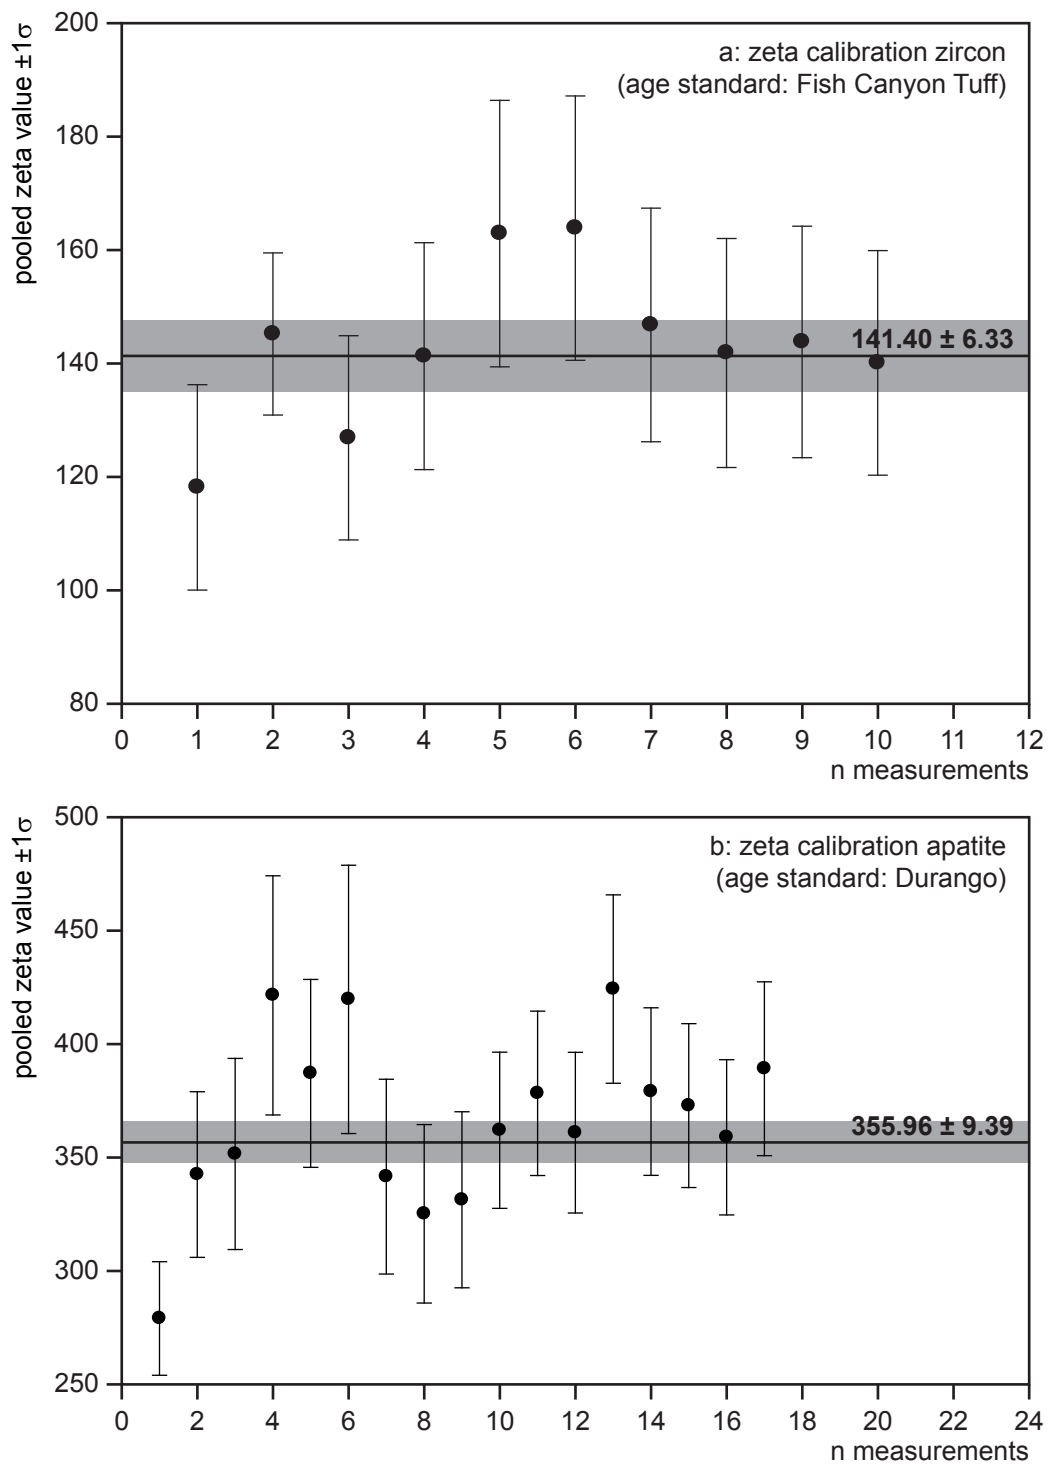 pooled zeta value ±1σ
200
180
160
140
120
100
80
a: zeta calibration zircon
(age standard: Fish Canyon Tuff)
141.40 ± 6.33
0 1 2 3 4 5 6 7 8 9 10 11 12
n measurements
pooled zeta value ±1σ
500
450
400
350
300
250
b: zeta calibration apatite
(age standard: Durango)
355.96 ± 9.39
0 2 4 6 8 10 12 14 16 18 20 22 24
n measurements